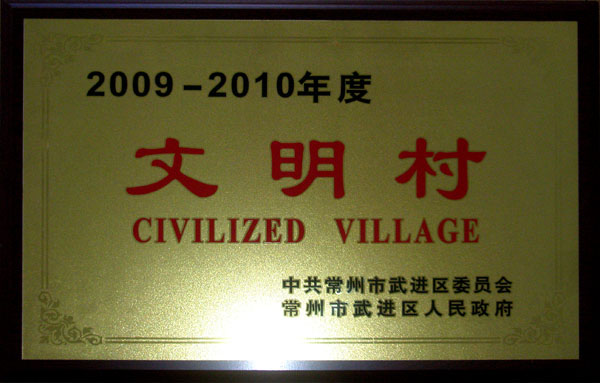 2009-2010年度
文明村
CIVILIZED VILLAGE
中共常州市武进区委员会
常州市武进区人民政府